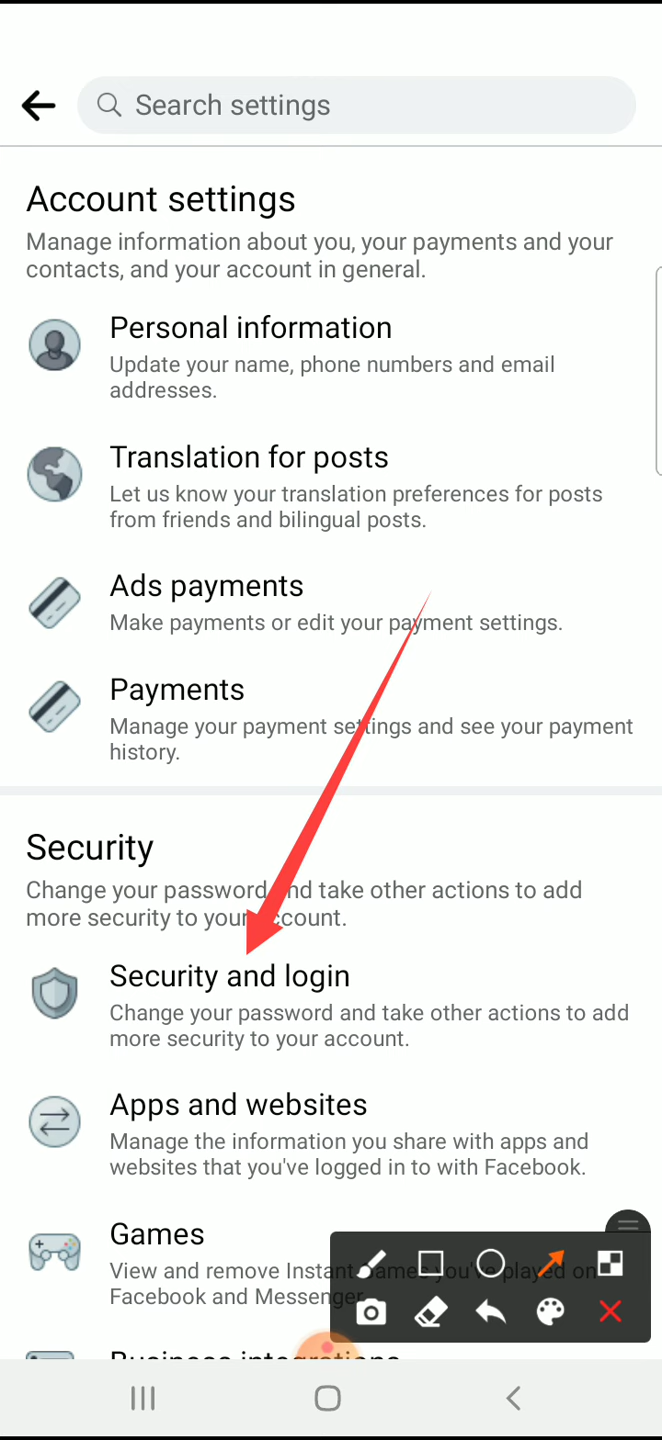 Search settings
Account settings
Manage information about you, your payments and your
contacts, and your account in general.
Personal information
Update your name, phone numbers and email
addresses.
Translation for posts
Let us know your translation preferences for posts
from friends and bilingual posts.
Ads payments
Make payments or edit your payment settings.
Payments
Manage your payment settings and see your payment
history.
Security
Change your password and take other actions to add
more security to your account.
Security and login
Change your password and take other actions to add
more security to your account.
Apps and websites
Manage the information you share with apps and
websites that you've logged in to with Facebook.
Games
View and remove Instant Games you've played on
Facebook and Messenger.
Business integrations